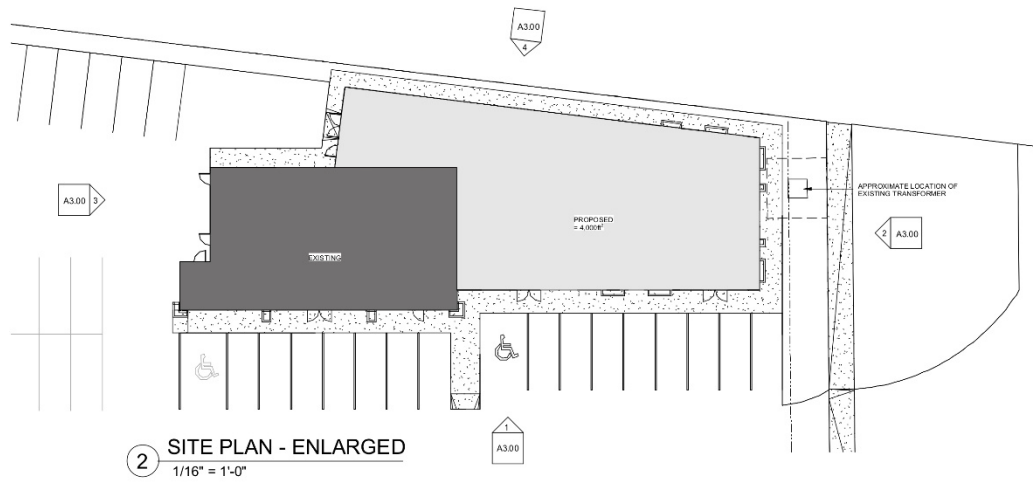 A3.00
4
A3.00
3
APPROXIMATE LOCATION OF
EXISTING TRANSFORMER
PROPOSED
= 4,000ft²
2
A3.00
EXISTING
1
A3.00
2
SITE PLAN - ENLARGED
1/16" = 1'-0"